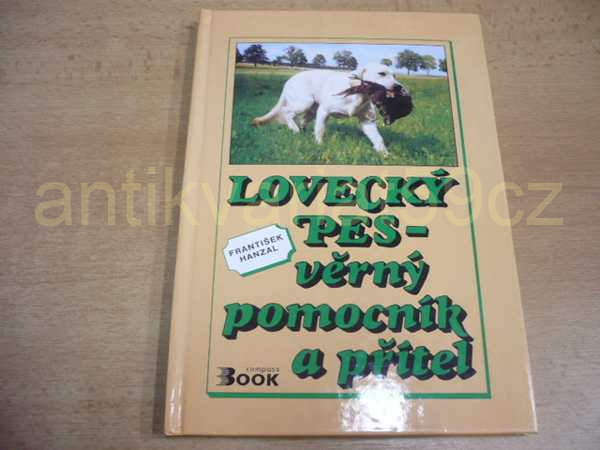 LOVECKÝ
PES-
FRANTIŠEK
HANZAL
věrný
pomocník
a přítel
compass
BOOK